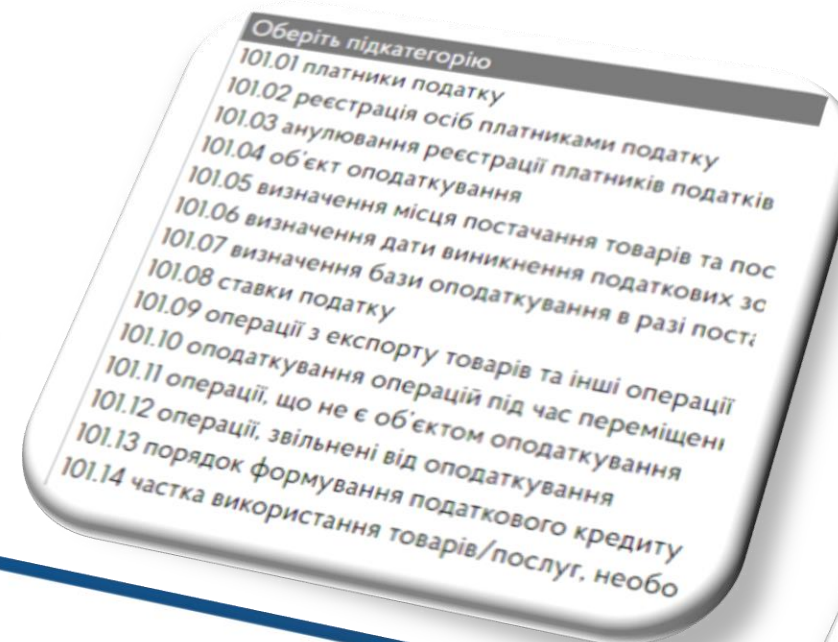 Оберіть підкатегорію
101.01 платники податку
101.02 реєстрація осіб платниками податку
101.03 анулювання реєстрації платників податків
101.04 об'єкт оподаткування
101.05 визначення місця постачання товарів та пос
101.06 визначення дати виникнення податкових зо
101.07 визначення бази оподаткування в разі поста
101.08 ставки податку
101.09 операції з експорту товарів та інші операції
101.10 оподаткування операцій під час переміщенн
101.11 операції, що не є об'єктом оподаткування
101.12 операції, звільнені від оподаткування
101.13 порядок формування податкового кредиту
101.14 частка використання товарів/послуг, необо